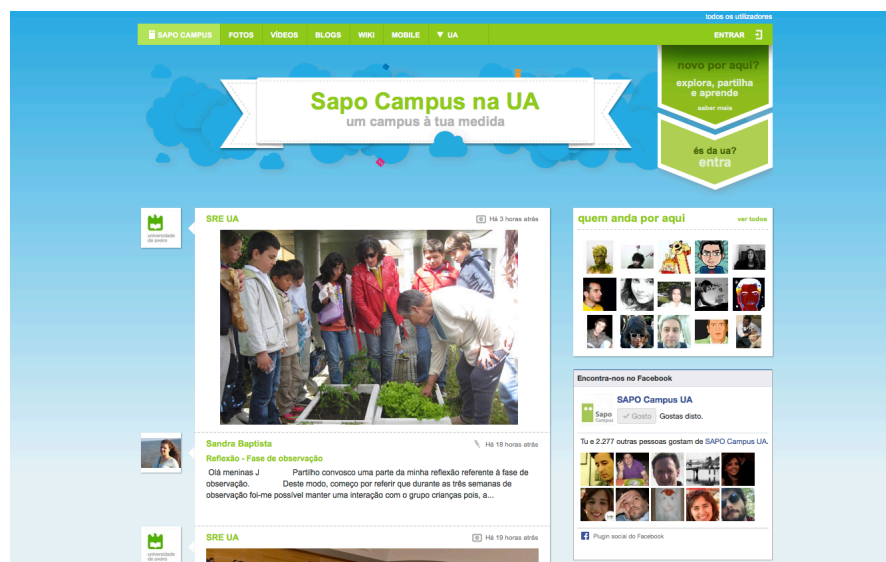 todos os utilizadores
SAPO CAMPUS FOTOS VÍDEOS BLOGS WIKI MOBILE ▼ UA ENTRAR
novo por aqui?
explora, partilha
e aprende
saber mais
Sapo Campus na UA
um campus à tua medida
és da ua?
entra
universidade
de aveiro
SRE UA Há 3 horas atrás
Sandra Baptista Há 18 horas atrás
Reflexão - Fase de observação
Olá meninas J Partilho convosco uma parte da minha reflexão referente à fase de
observação. Deste modo, começo por referir que durante as três semanas de
observação foi-me possível manter uma interação com o grupo crianças pois, a...
universidade
de aveiro
SRE UA Há 19 horas atrás
quem anda por aqui ver todos
Encontra-nos no Facebook
Sapo
Campus
SAPO Campus UA
Gosto Gostas disto.
Tu e 2.277 outras pessoas gostam de SAPO Campus UA.
Plugin social do Facebook